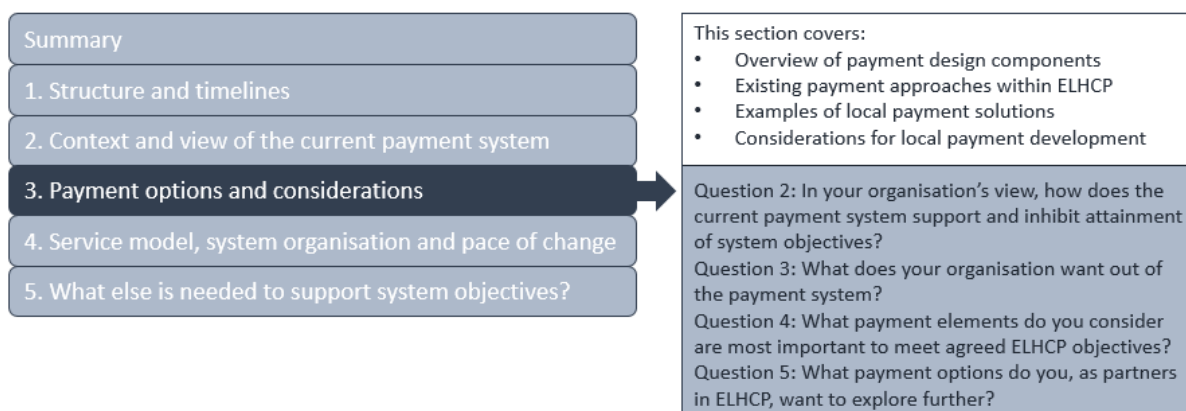 Summary
1. Structure and timelines
2. Context and view of the current payment system
3. Payment options and considerations
4. Service model, system organisation and pace of change
5. What else is needed to support system objectives?
This section covers:
• Overview of payment design components
• Existing payment approaches within ELHCP
• Examples of local payment solutions
• Considerations for local payment development
Question 2: In your organisation's view, how does the
current payment system support and inhibit attainment
of system objectives?
Question 3: What does your organisation want out of
the payment system?
Question 4: What payment elements do you consider
are most important to meet agreed ELHCP objectives?
Question 5: What payment options do you, as partners
in ELHCP, want to explore further?